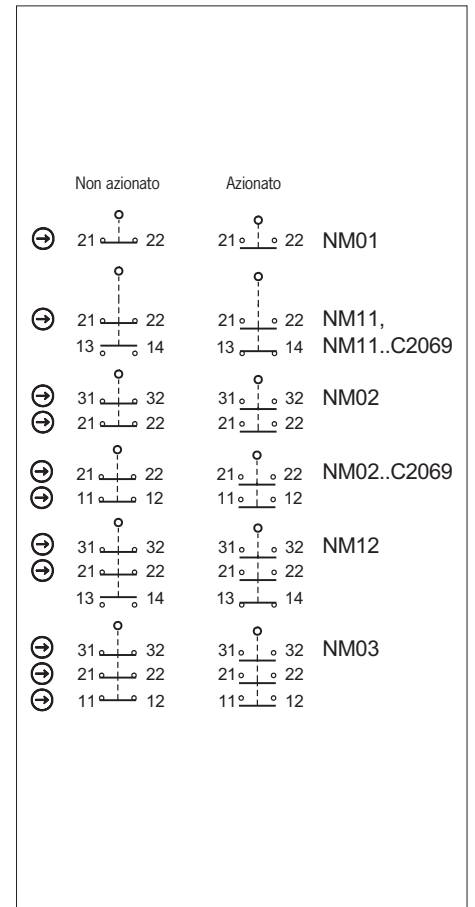 Non azionato Azionato
21 22 21 22 NM01
21 22 21 22 NM11,
13 14 13 14 NM11..C2069
31 32 31 32 NM02
21 22 21 22
21 22 21 22 NM02..C2069
11 12 11 12
31 32 31 32 NM12
21 22 21 22
13 14 13 14
31 32 31 32 NM03
21 22 21 22
11 12 11 12